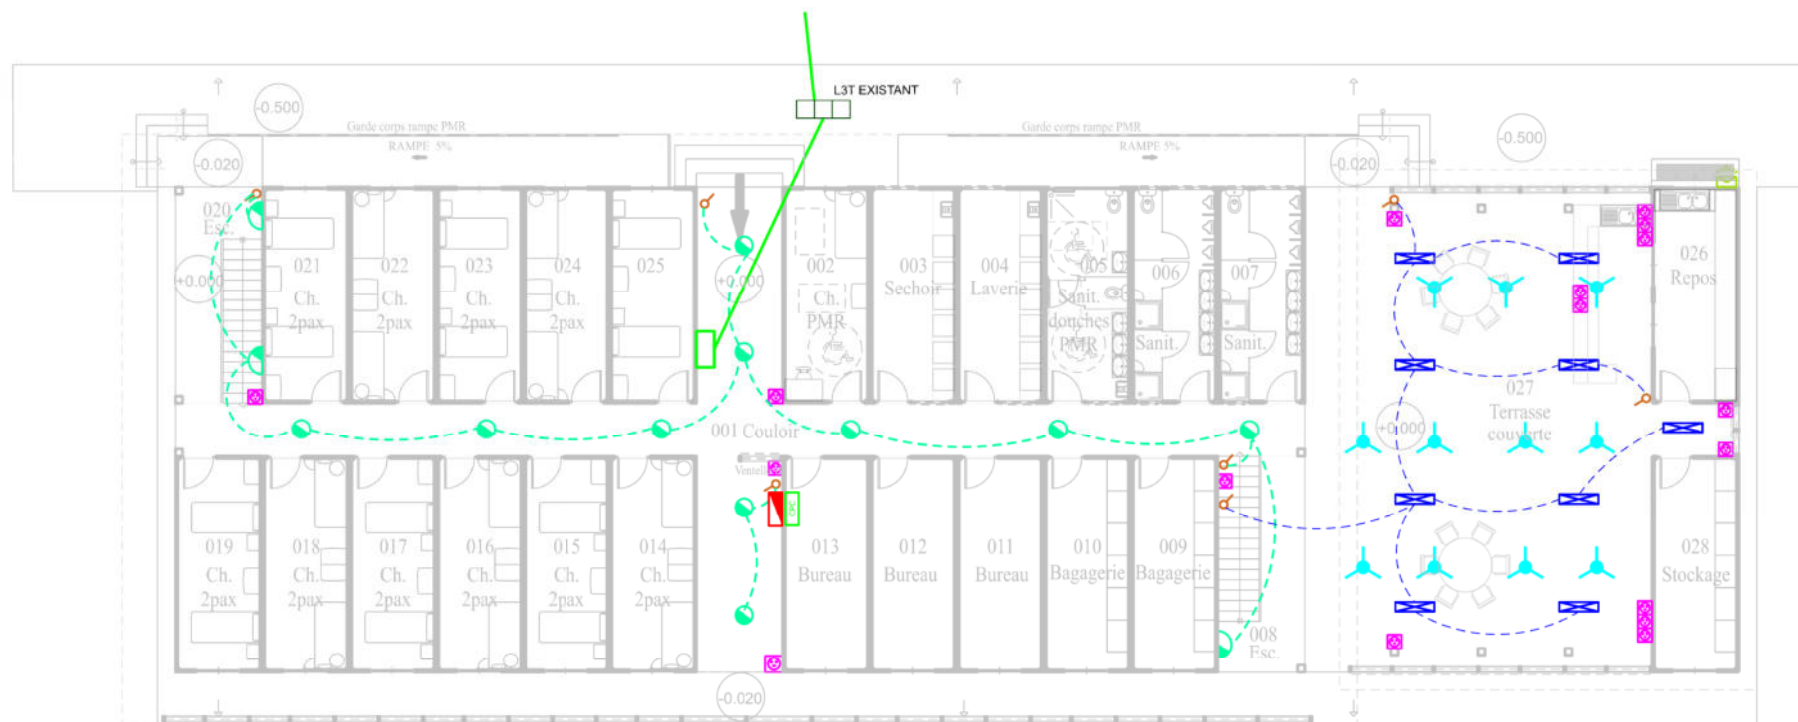 L3T EXISTANT
-0.500
Garde corps rampe PMR
RAMPE 5%
-0.020
Garde corps rampe PMR
RAMPE 5%
-0.020
-0.500
020
Esc.
+0.000
021
Ch.
2pax
022
Ch.
2pax
023
Ch.
2pax
024
Ch.
2pax
025
+0.000
002
Ch.
PMR
003
Sechoir
004
Laverie
005
Sanit.
douches
PMR
006
Sanit.
007
Sanit.
026
Repos
027
Terrasse
couverte
+0.000
001 Couloir
CFC
019
Ch.
2pax
018
Ch.
2pax
017
Ch.
2pax
016
Ch.
2pax
015
Ch.
2pax
014
Ch.
2pax
013
Bureau
012
Bureau
011
Bureau
010
Bagagerie
009
Bagagerie
008
Esc.
028
Stockage
-0.020